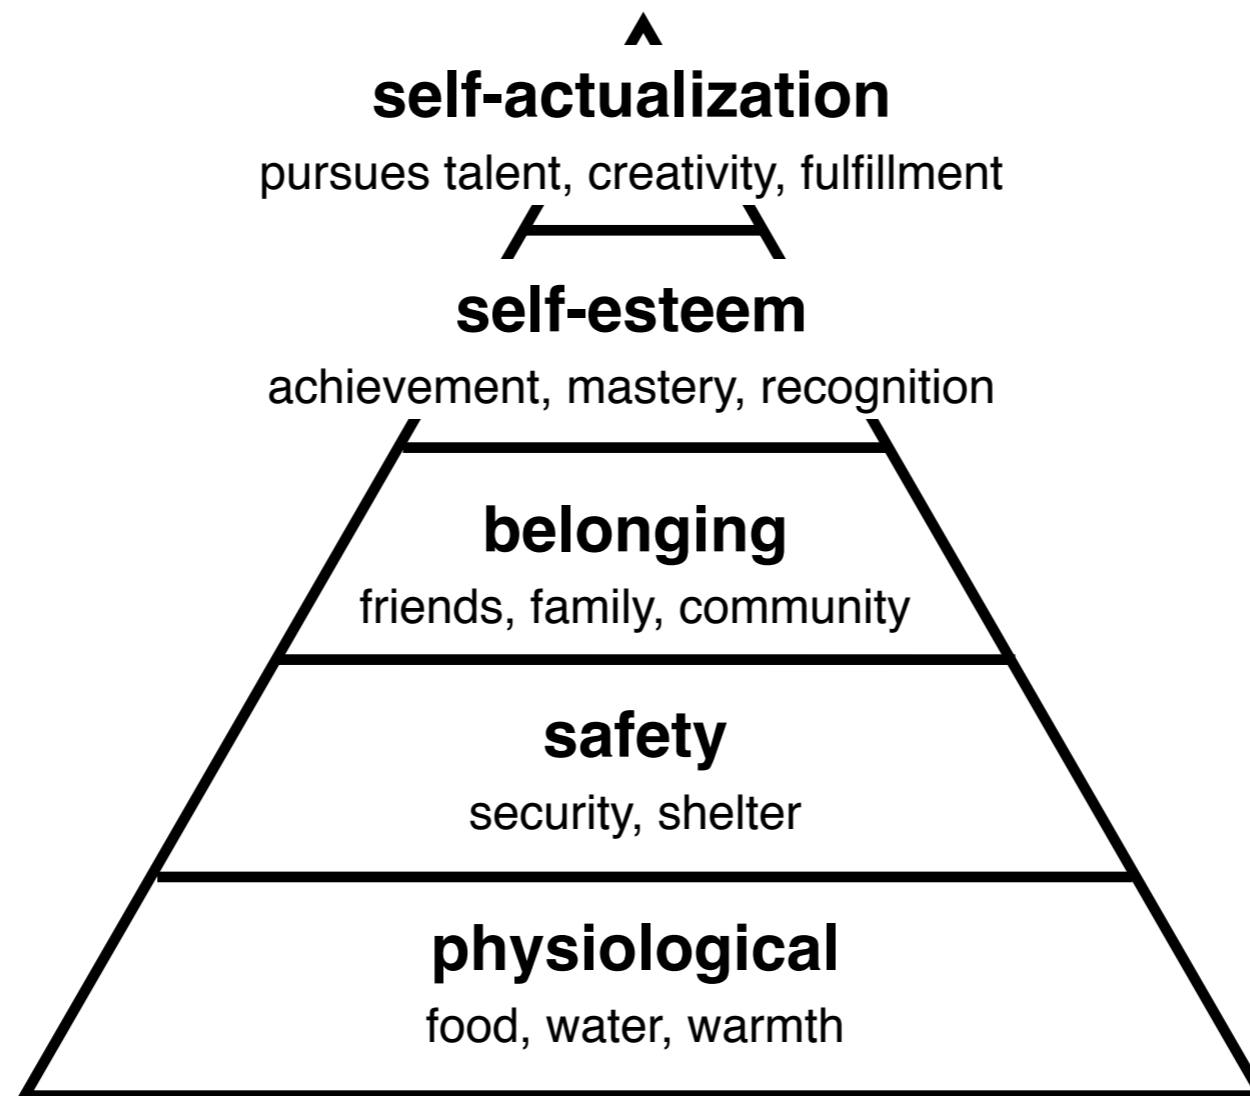 self-actualization
pursues talent, creativity, fulfillment
self-esteem
achievement, mastery, recognition
belonging
friends, family, community
safety
security, shelter
physiological
food, water, warmth